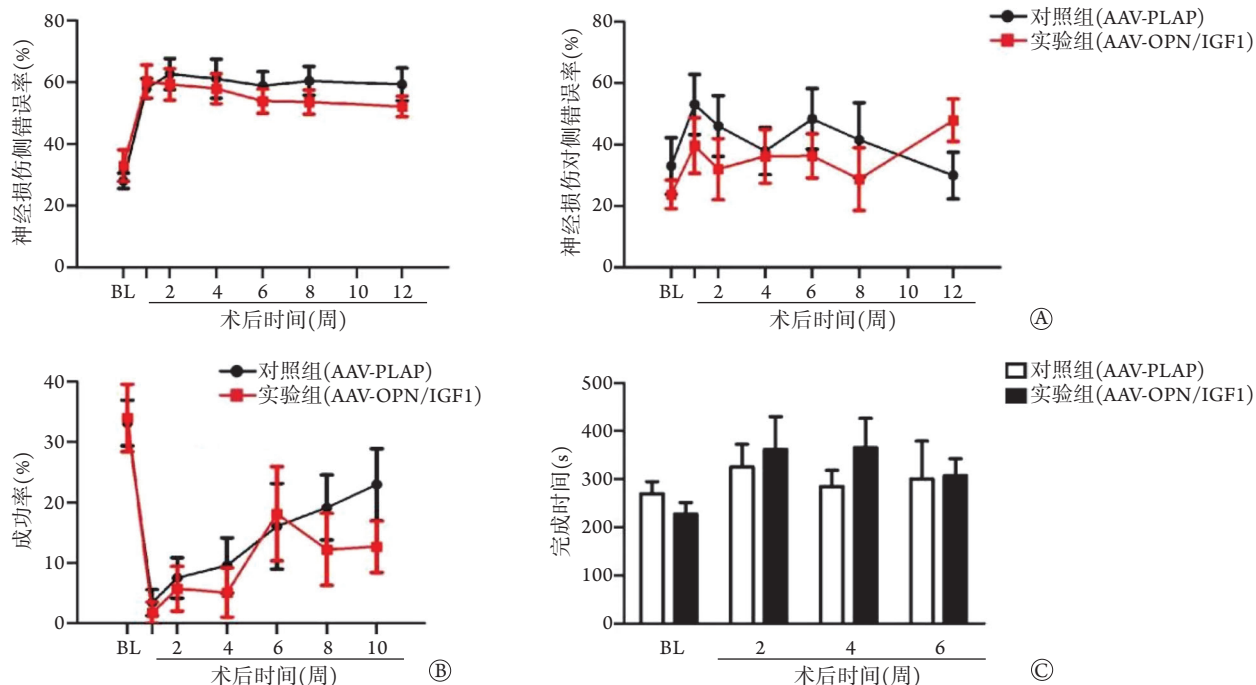 对照组(AAV-PLAP)
实验组(AAV-OPN/IGF1)
神经损伤侧错误率(%)
80
60
40
20
0
BL 2 4 6 8 10 12
术后时间(周)
神经损伤对侧错误率(%)
80
60
40
20
0
BL 2 4 6 8 10 12
术后时间(周)
Ⓐ
对照组(AAV-PLAP)
实验组(AAV-OPN/IGF1)
成功率(%)
40
30
20
10
0
BL 2 4 6 8 10
术后时间(周)
Ⓑ
对照组(AAV-PLAP)
实验组(AAV-OPN/IGF1)
完成时间(s)
500
400
300
200
100
0
BL 2 4 6
术后时间(周)
Ⓒ